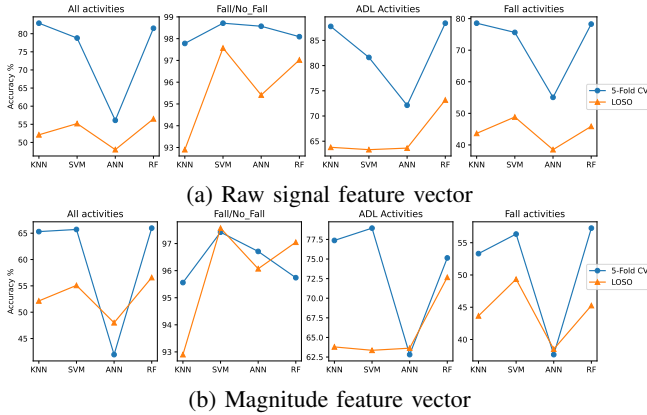 All activities
Fall/No_Fall
ADL activities
Fall activities
Accuracy %
80
75
70
65
60
55
50
99
98
97
96
95
94
93
85
80
75
70
65
80
70
60
50
40
KNN SVM ANN RF
KNN SVM ANN RF
KNN SVM ANN RF
KNN SVM ANN RF
5-Fold CV
LOSO
(a) Raw signal feature vector
All activities
Fall/No_Fall
ADL Activities
Fall activities
Accuracy %
65
60
55
50
45
97
96
95
94
93
77.5
75.0
72.5
70.0
67.5
65.0
62.5
55
50
45
40
KNN SVM ANN RF
KNN SVM ANN RF
KNN SVM ANN RF
KNN SVM ANN RF
5-Fold CV
LOSO
(b) Magnitude feature vector